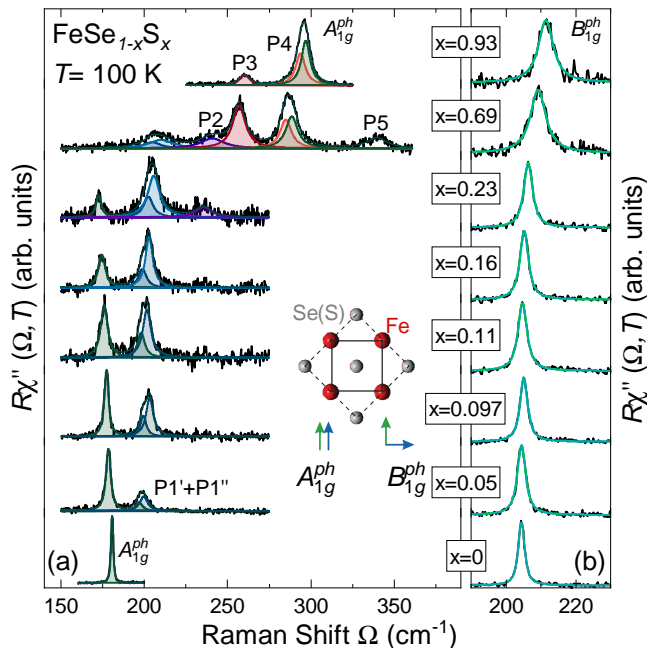 FeSe1-xSx
T= 100 K
A1g^ph
B1g^ph
P3
P4
x=0.93
P2
P5
x=0.69
x=0.23
x=0.16
Se(S)
Fe
x=0.11
x=0.097
A1g^ph
B1g^ph
P1'+P1"
x=0.05
(a)
A1g^ph
x=0
(b)
Rχ" (Ω,T) (arb. units)
Rχ" (Ω,T) (arb. units)
150 200 250 300 350
200 220
Raman Shift Ω (cm-1)